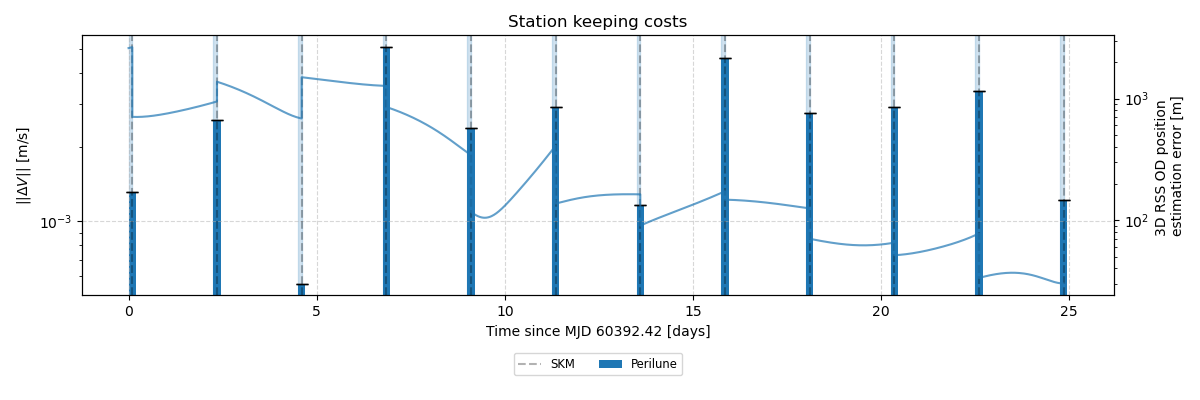 Station keeping costs
||ΔV|| [m/s]
10⁻³
10³
10²
3D RSS OD position
estimation error [m]
0 5 10 15 20 25
Time since MJD 60392.42 [days]
SKM Perilune